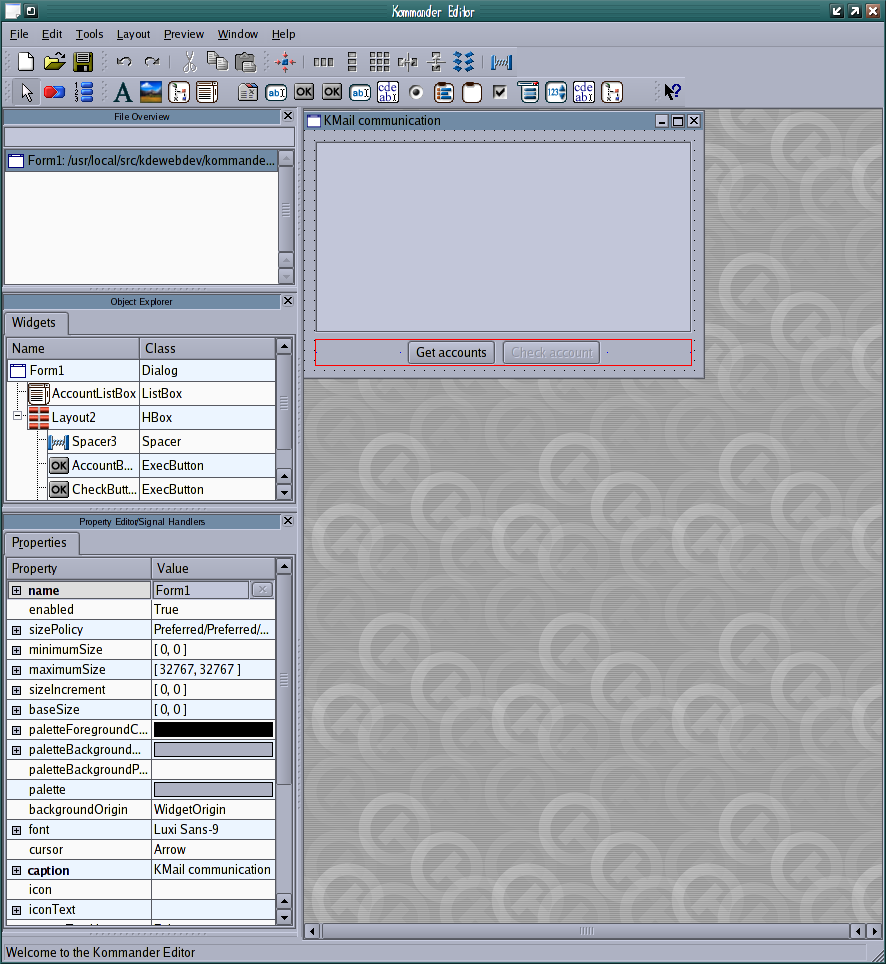 Kommander Editor
File Edit Tools Layout Preview Window Help
File Overview
Form1: /usr/local/src/kdewebdev/kommande...
Object Explorer
Widgets
Name Class
Form1 Dialog
AccountListBox ListBox
Layout2 HBox
Spacer3 Spacer
OK AccountB... ExecButton
OK CheckButt... ExecButton
Property Editor/Signal Handlers
Properties
Property Value
name Form1
enabled True
sizePolicy Preferred/Preferred/...
minimumSize [ 0, 0 ]
maximumSize [ 32767, 32767 ]
sizeIncrement [ 0, 0 ]
baseSize [ 0, 0 ]
paletteForegroundC...
paletteBackground...
paletteBackgroundP...
palette
backgroundOrigin WidgetOrigin
font Luxi Sans-9
cursor Arrow
caption KMail communication
icon
iconText
KMail communication
Get accounts Check account
Welcome to the Kommander Editor